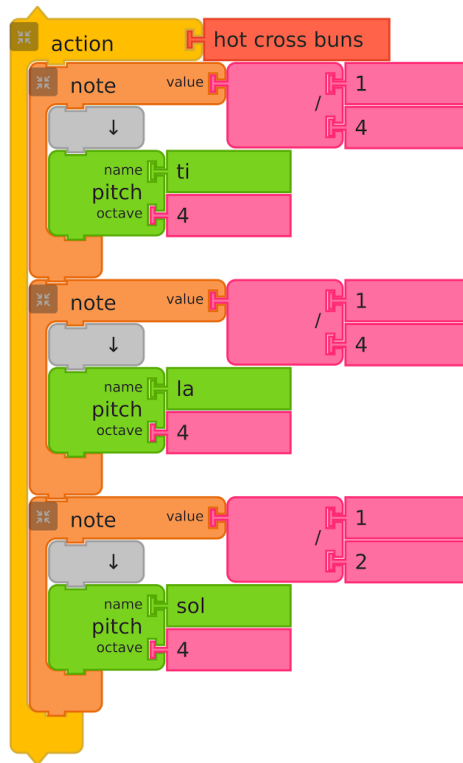 action hot cross buns
note value / 1
4
↓
name ti
pitch
octave 4
note value / 1
4
↓
name la
pitch
octave 4
note value / 1
2
↓
name sol
pitch
octave 4